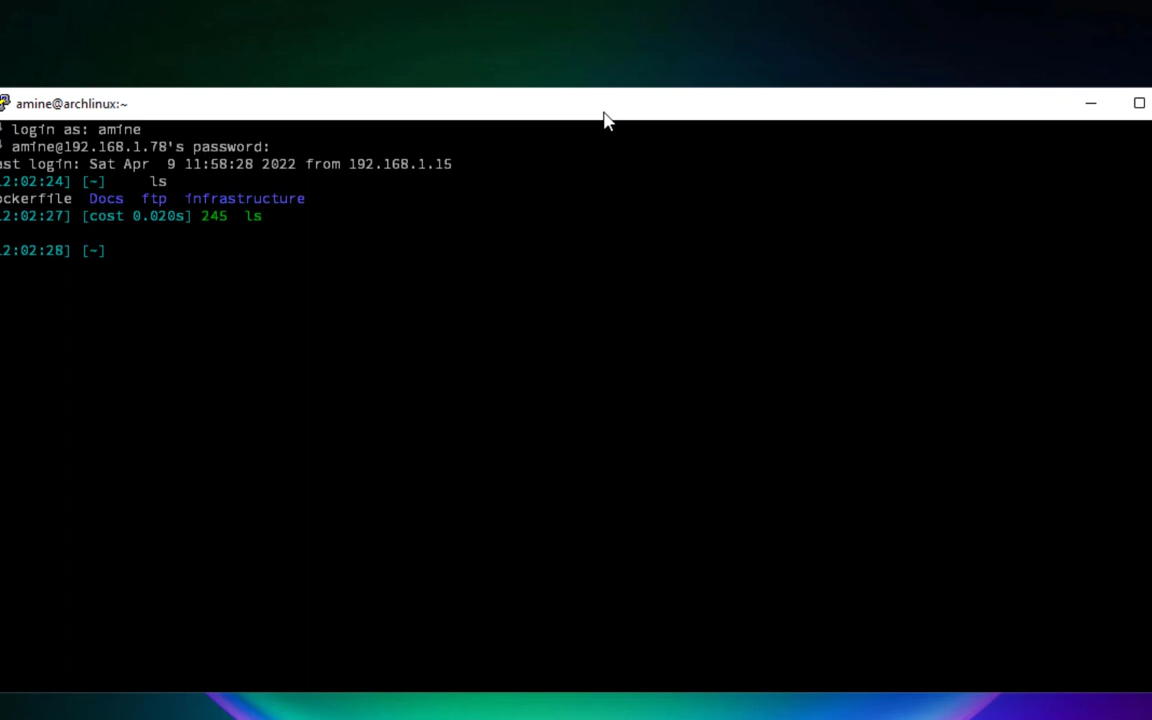 amine@archlinux:~
login as: amine
amine@192.168.1.78's password:
ast login: Sat Apr  9 11:58:28 2022 from 192.168.1.15
2:02:24] [~]     ls
ockerfile  Docs  ftp  infrastructure
2:02:27] [cost 0.020s] 245  ls
2:02:28] [~]